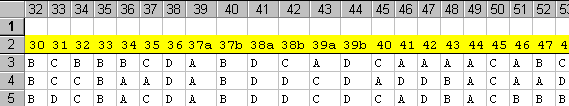 32 33 34 35 36 37 38 39 40 41 42 43 44 45 46 47 48 49 50 51 52
1
2 30 31 32 33 34 35 36 37a 37b 38a 38b 39a 39b 40 41 42 43 44 45 46 47
3 B C B B B C D A B D C A D C A A A A C A B C
4 B C C B A A D A B D D C D A D D B A C A B
5 B D C B A C D A B D C D D C A D A B C B C